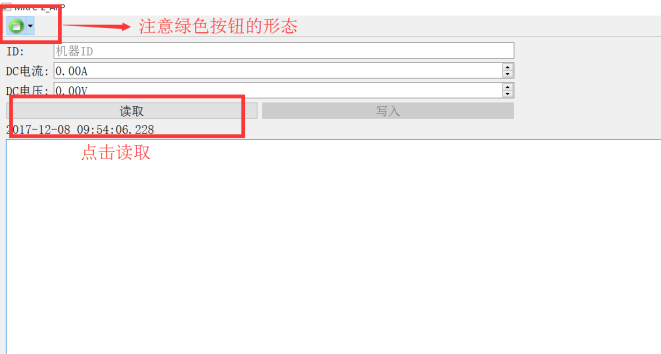 注意绿色按钮的形态
ID: 机器ID
DC电流: 0.00A
DC电压: 0.00V
读取 写入
2017-12-08 09:54:06.228
点击读取